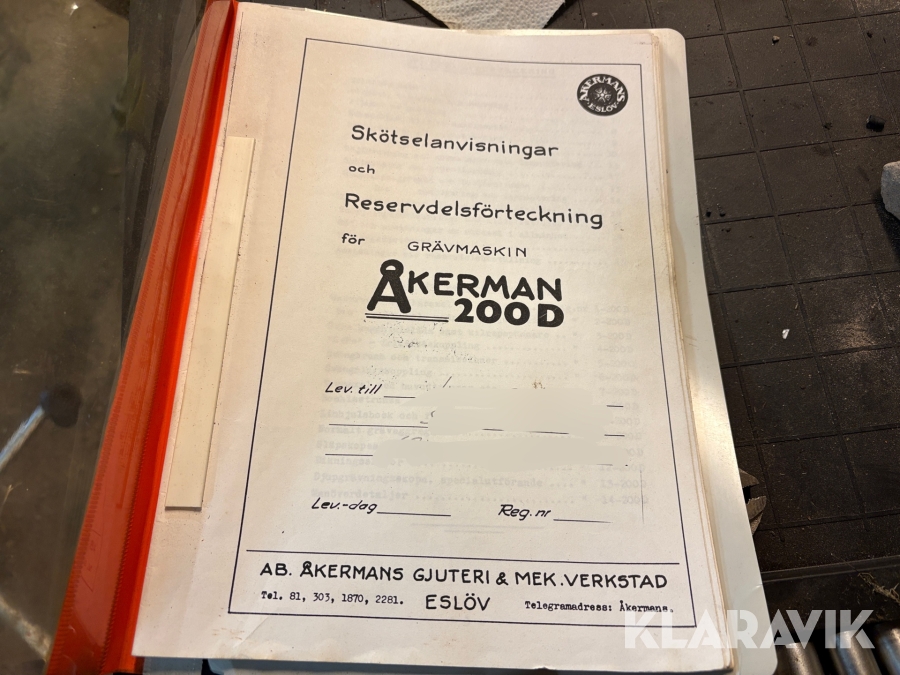 ÅKERMANS
ESLÖV
Skötselanvisningar
och
Reservdelsförteckning
för GRÄVMASKIN
ÅKERMAN
200D
Lev. till
Lev.-dag Reg. nr
AB. ÅKERMANS GJUTERI & MEK. VERKSTAD
Tel. 81, 303, 1870, 2281. ESLÖV Telegramadress: Åkermans.
KLARAVIK